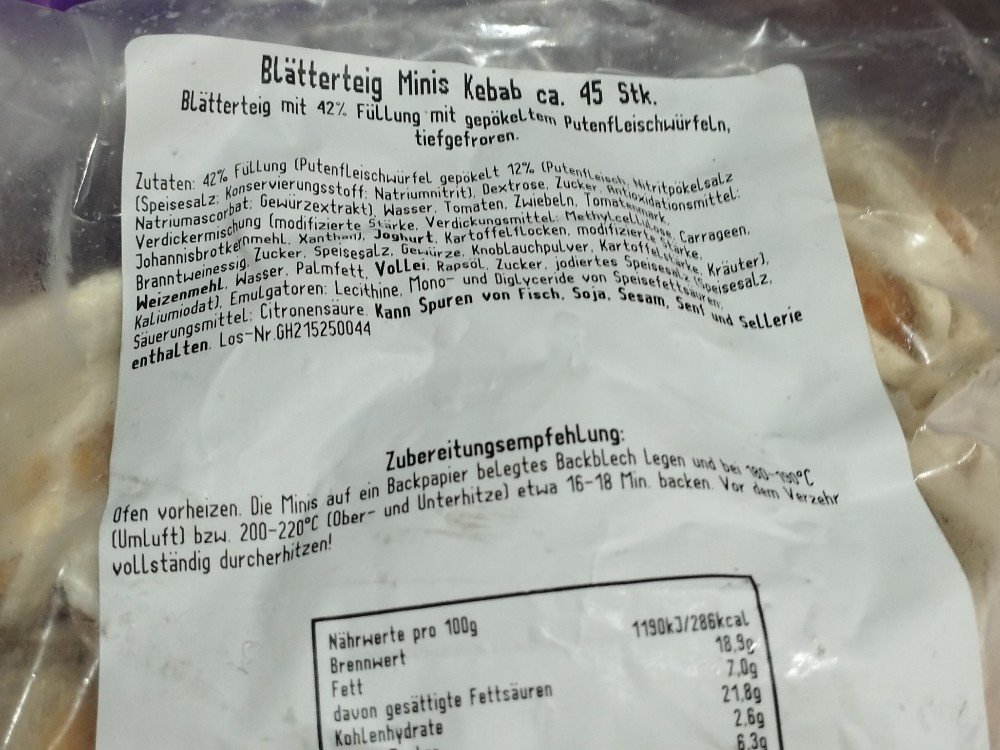 Blätterteig Minis Kebab ca. 45 Stk.
Blätterteig mit 42% Füllung mit gepökeltem Putenfleischwürfeln,
tiefgefroren.
Zutaten: 42% Füllung (Putenfleischwürfel gepökelt 12% (Putenfleisch, Nitritpökelsalz
(Speisesalz; Konservierungsstoff: Natriumnitrit), Dextrose, Zucker, Antioxidationsmittel:
Natriumascorbat; Gewürzextrakt), Wasser, Tomaten, Zwiebeln, Tomatenmark,
Verdickermischung (modifizierte Stärke, Verdickungsmittel: Methylcellulose, Carrageen,
Johannisbrotkernmehl, Xanthan), Joghurt, Kartoffelflocken, modifizierte Stärke,
Branntweinessig, Zucker, Speisesalz, Gewürze, Knoblauchpulver, Kartoffelstärke, Kräuter),
Weizenmehl, Wasser, Palmfett, Vollei, Rapsöl, Zucker, jodiertes Speisesalz (Speisesalz,
Kaliumiodat), Emulgatoren: Lecithine, Mono- und Diglyceride von Speisefettsäuren,
Säuerungsmittel: Citronensäure. Kann Spuren von Fisch, Soja, Sesam, Senf und Sellerie
enthalten. Los-Nr.GH215250044
Zubereitungsempfehlung:
Ofen vorheizen. Die Minis auf ein Backpapier belegtes Backblech legen und bei 180-190°C
(Umluft) bzw. 200-220°C (Ober- und Unterhitze) etwa 16-18 Min. backen. Vor dem Verzehr
vollständig durcherhitzen!
Nährwerte pro 100g
Brennwert 1190kJ/286kcal
Fett 18,9g
davon gesättigte Fettsäuren 7,0g
Kohlenhydrate 21,8g
2,6g
6,3g